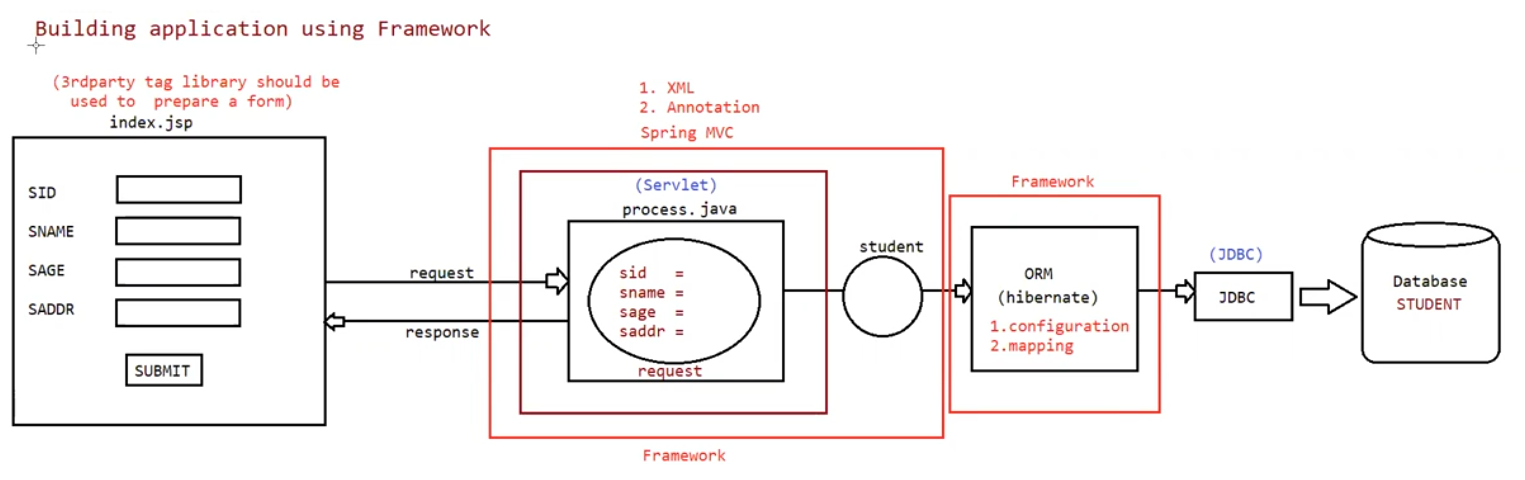 Building application using Framework
(3rdparty tag library should be
used to prepare a form)
index.jsp
SID
SNAME
SAGE
SADDR
SUBMIT
request
response
1. XML
2. Annotation
Spring MVC
(Servlet)
process.java
sid =
sname =
sage =
saddr =
request
Framework
student
Framework
ORM
(hibernate)
1.configuration
2.mapping
(JDBC)
JDBC
Database
STUDENT